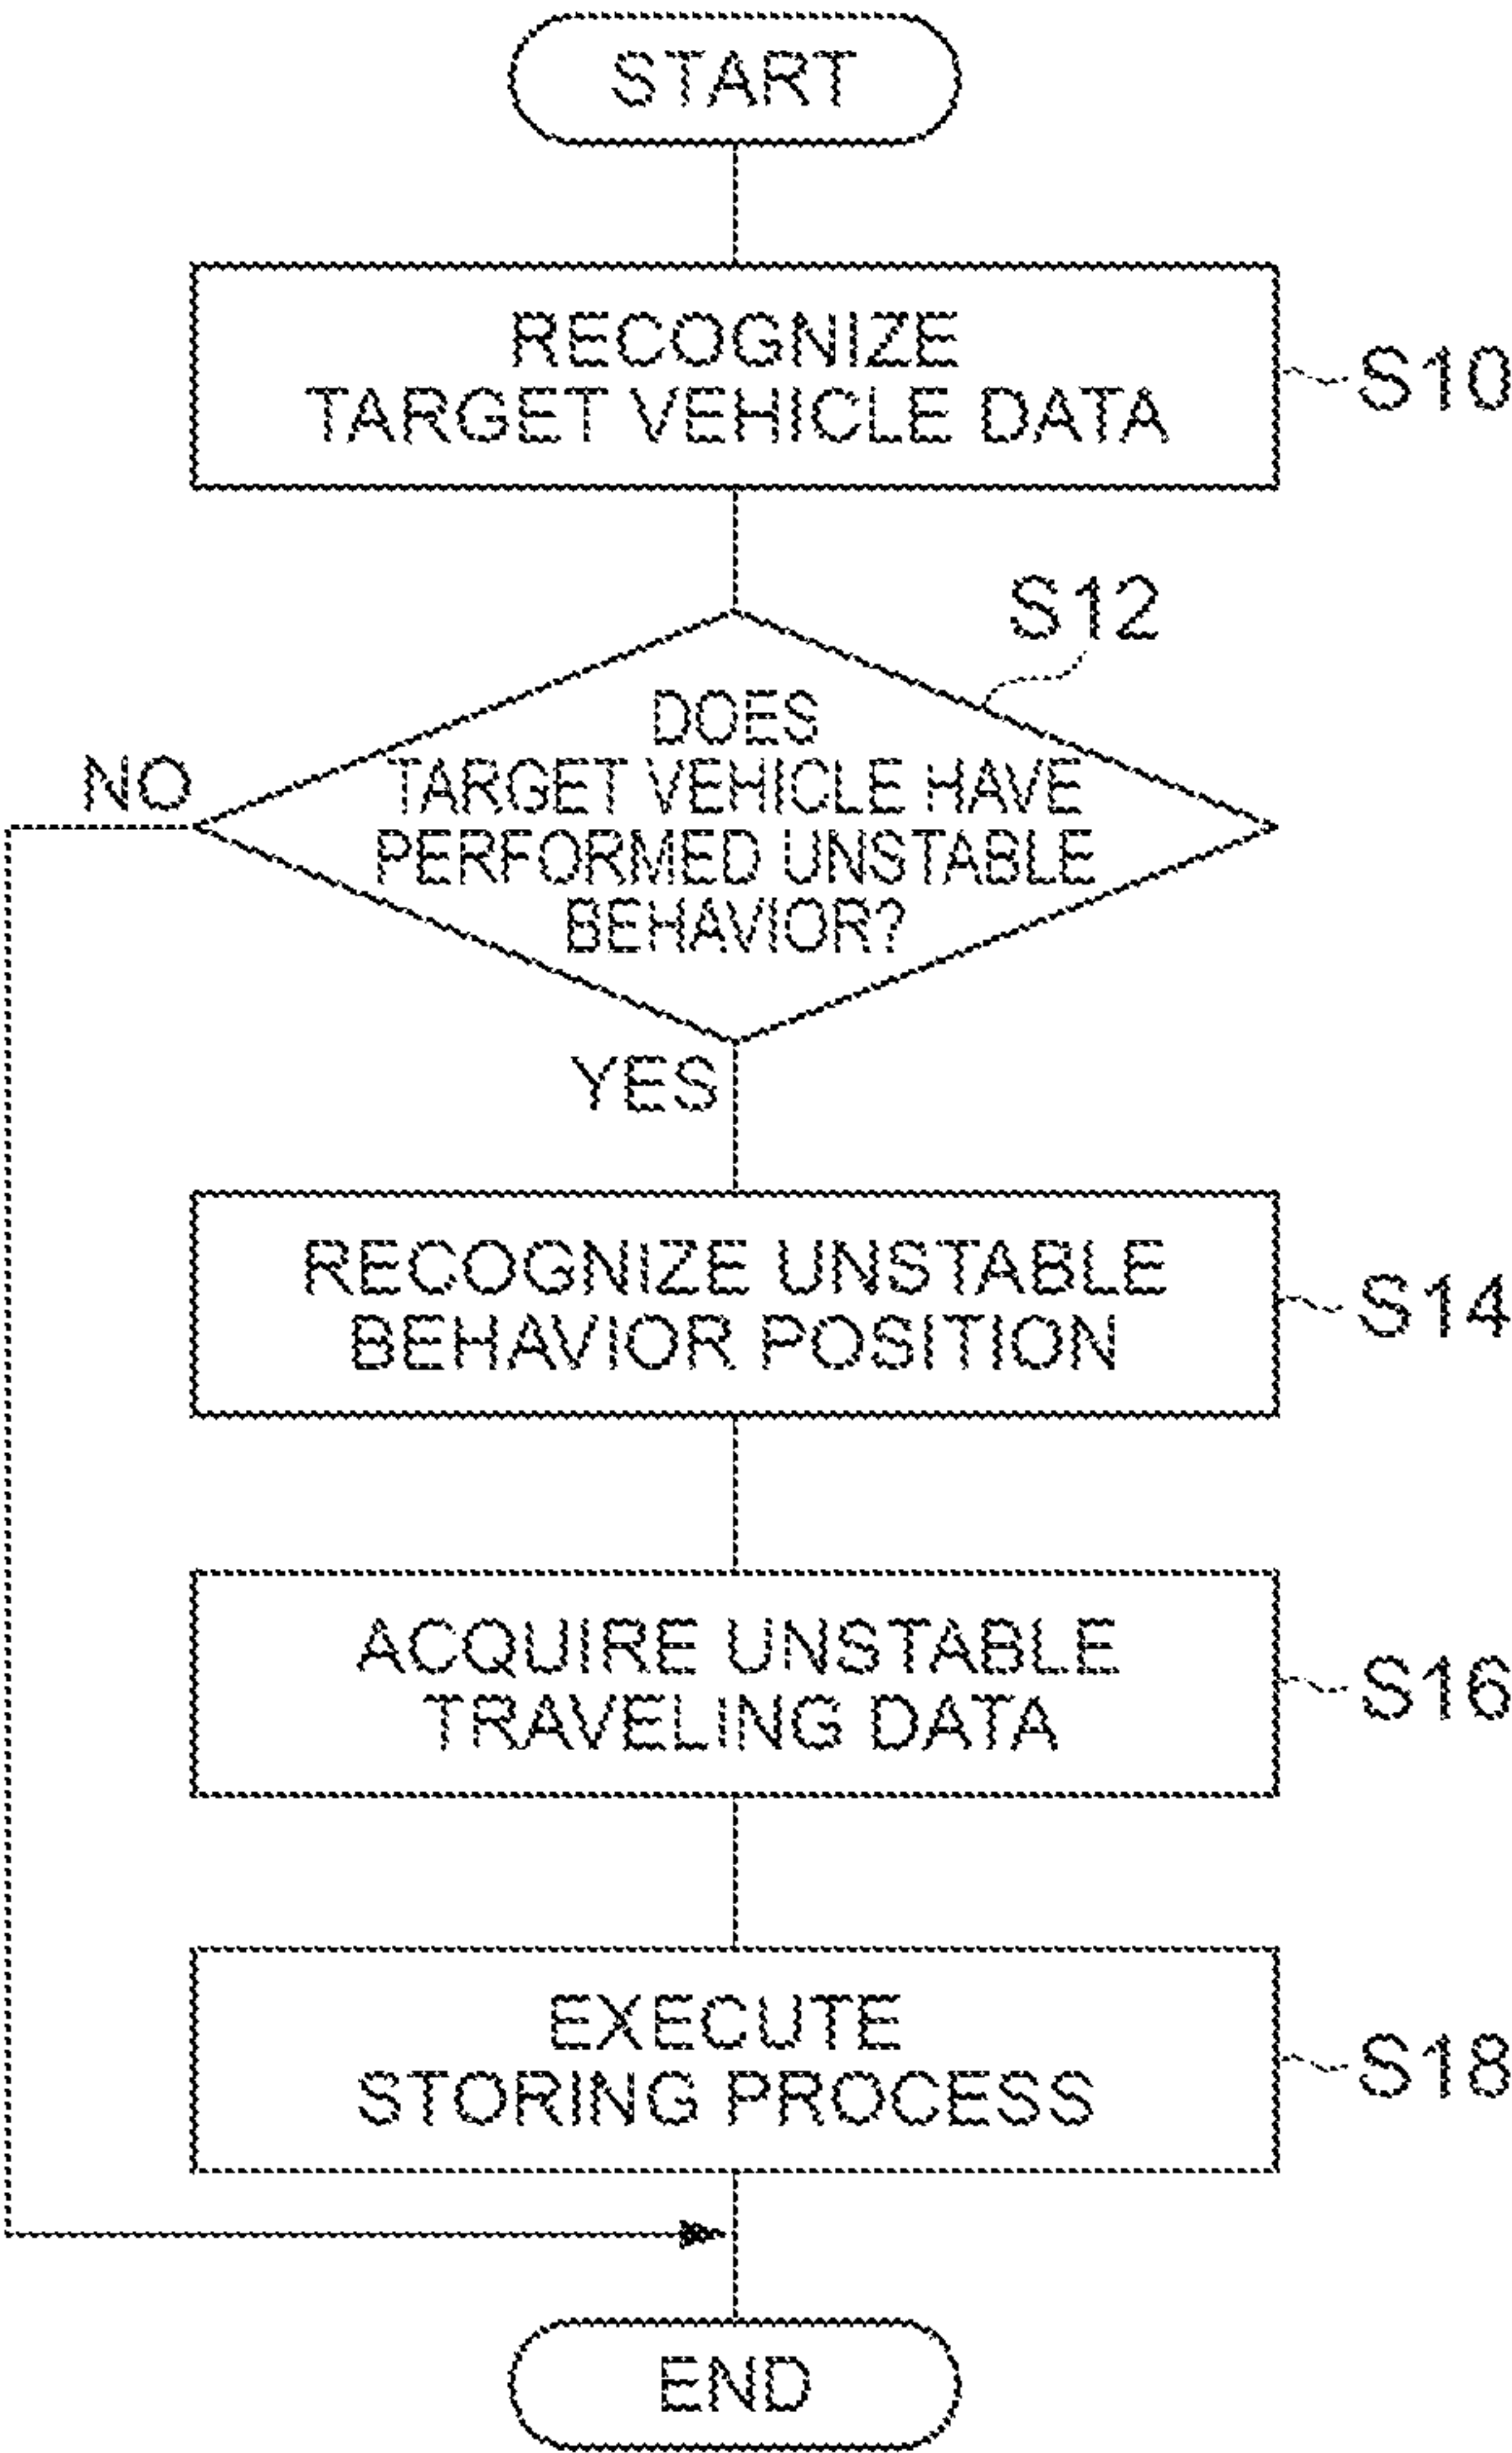 START
RECOGNIZE
TARGET VEHICLE DATA
S10
S12
DOES
TARGET VEHICLE HAVE
PERFORMED UNSTABLE
BEHAVIOR?
NO
YES
RECOGNIZE UNSTABLE
BEHAVIOR POSITION
S14
ACQUIRE UNSTABLE
TRAVELING DATA
S16
EXECUTE
STORING PROCESS
S18
END